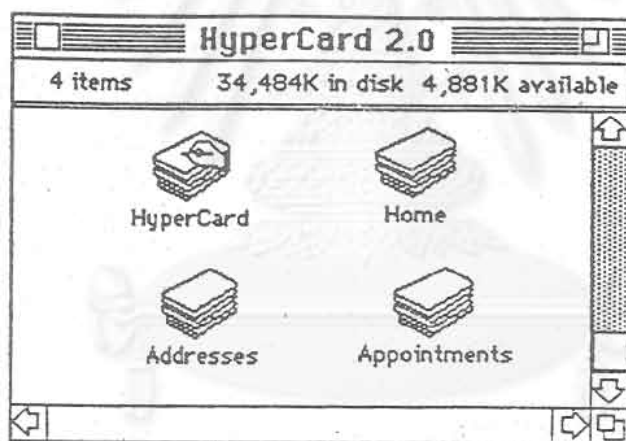 HyperCard 2.0
4 items 34,484K in disk 4,881K available
HyperCard Home
Addresses Appointments